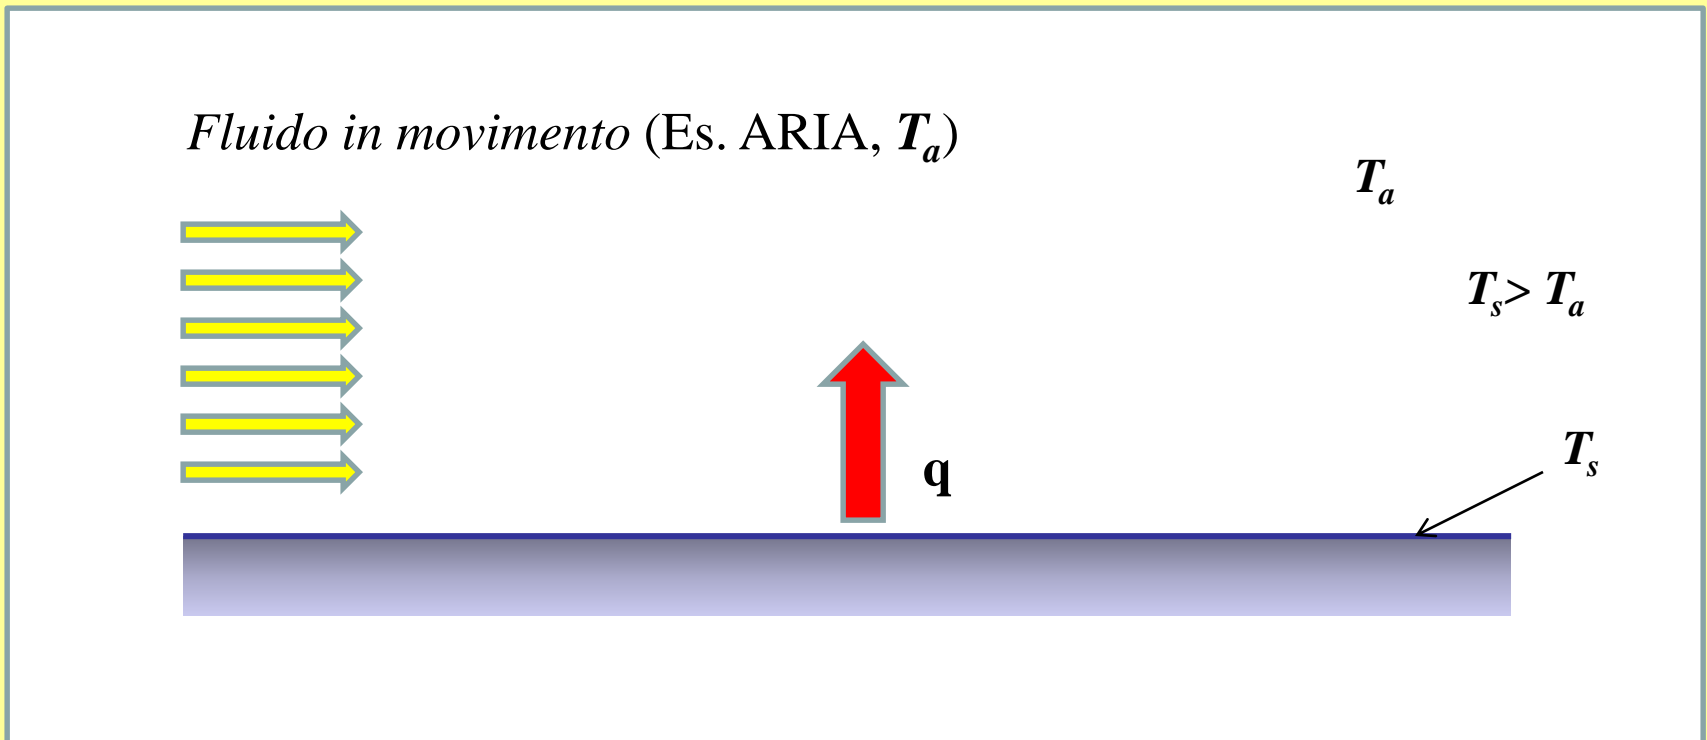 Fluido in movimento (Es. ARIA, Ta)
Ta
Ts> Ta
Ts
q